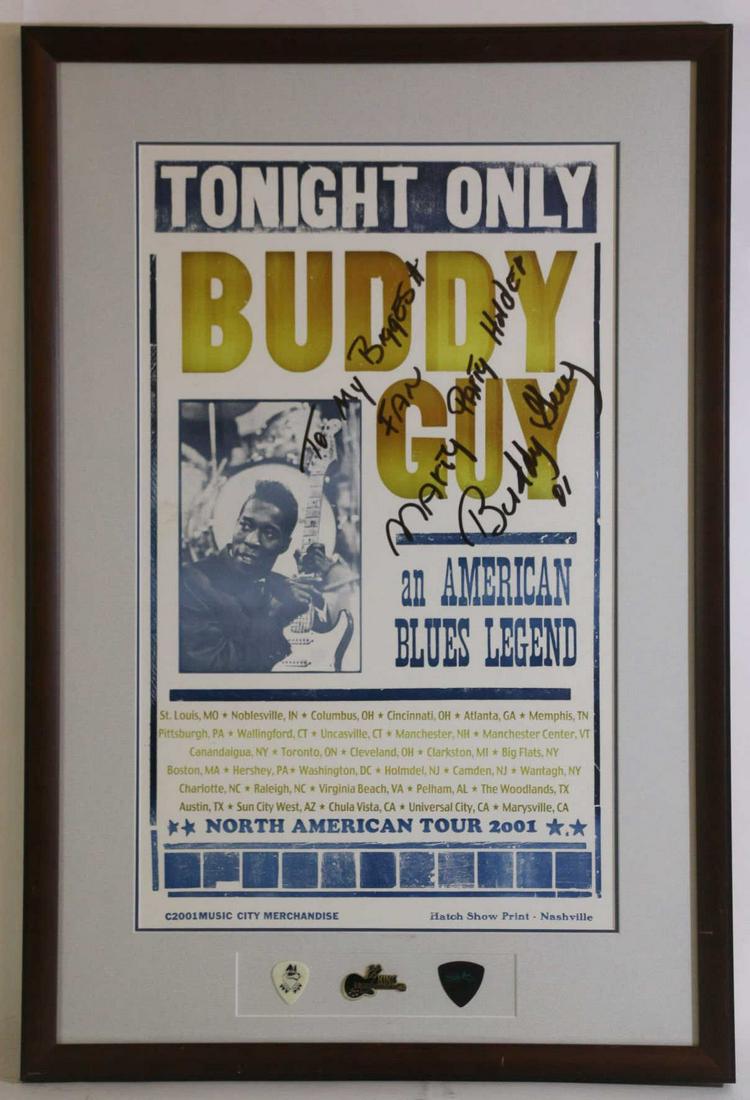 TONIGHT ONLY
BUDDY
GUY
To: My Biggest
FAN
Marty Party Holder
Buddy Guy
01
an AMERICAN
BLUES LEGEND
St. Louis, MO ★ Noblesville, IN ★ Columbus, OH ★ Cincinnati, OH ★ Atlanta, GA ★ Memphis, TN
Pittsburgh, PA ★ Wallingford, CT ★ Uncasville, CT ★ Manchester, NH ★ Manchester Center, VT
Canandaigua, NY ★ Toronto, ON ★ Cleveland, OH ★ Clarkston, MI ★ Big Flats, NY
Boston, MA ★ Hershey, PA ★ Washington, DC ★ Holmdel, NJ ★ Camden, NJ ★ Wantagh, NY
Charlotte, NC ★ Raleigh, NC ★ Virginia Beach, VA ★ Pelham, AL ★ The Woodlands, TX
Austin, TX ★ Sun City West, AZ ★ Chula Vista, CA ★ Universal City, CA ★ Marysville, CA
★★ NORTH AMERICAN TOUR 2001 ★★
C2001MUSIC CITY MERCHANDISE
Hatch Show Print - Nashville
KING